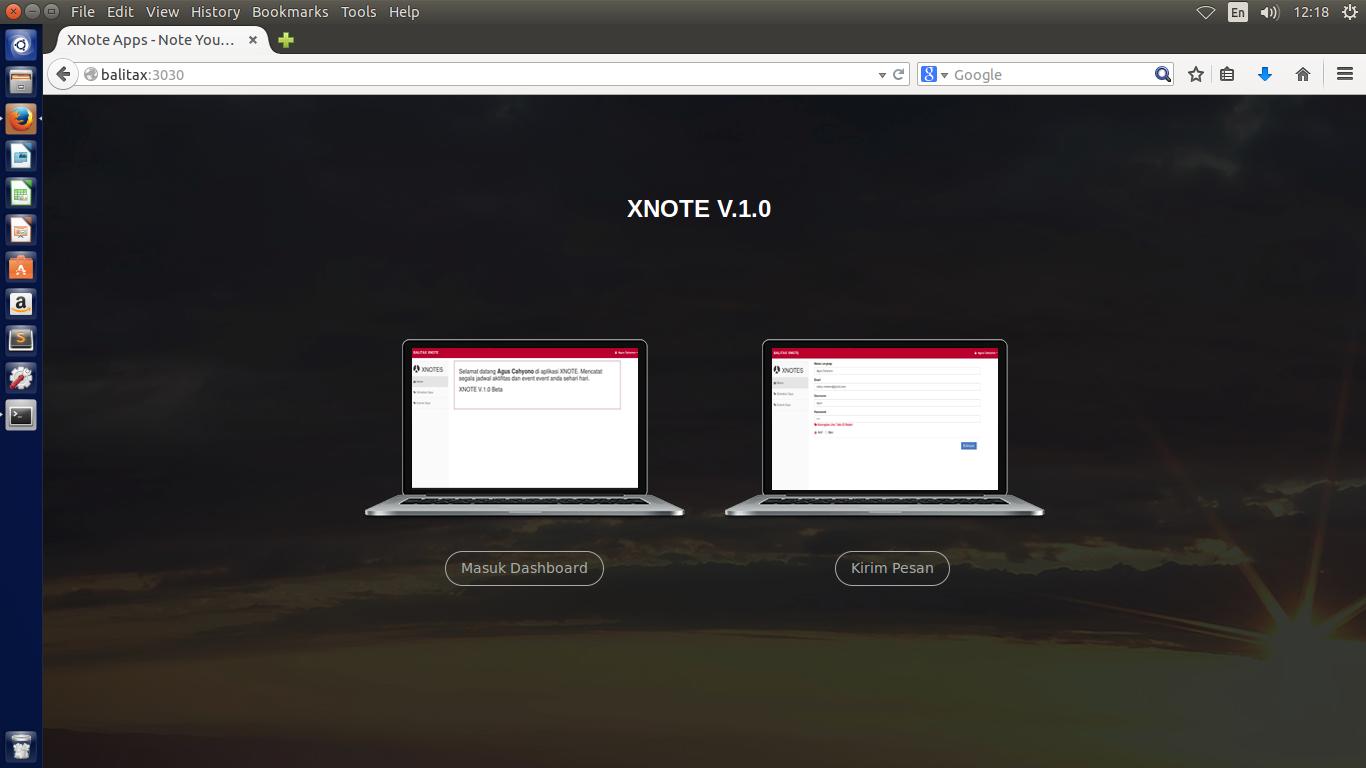 File Edit View History Bookmarks Tools Help
En
12:18
XNote Apps - Note You...
balitax:3030
Google
XNOTE V.1.0
BALITAX XNOTE
XNOTES
Selamat datang Agus Cahyono di aplikasi XNOTE. Mencatat
segala jadwal aktifitas dan event event anda sehari hari.
XNOTE V.1.0 Beta
BALITAX XNOTE
XNOTES
Masuk Dashboard
Kirim Pesan